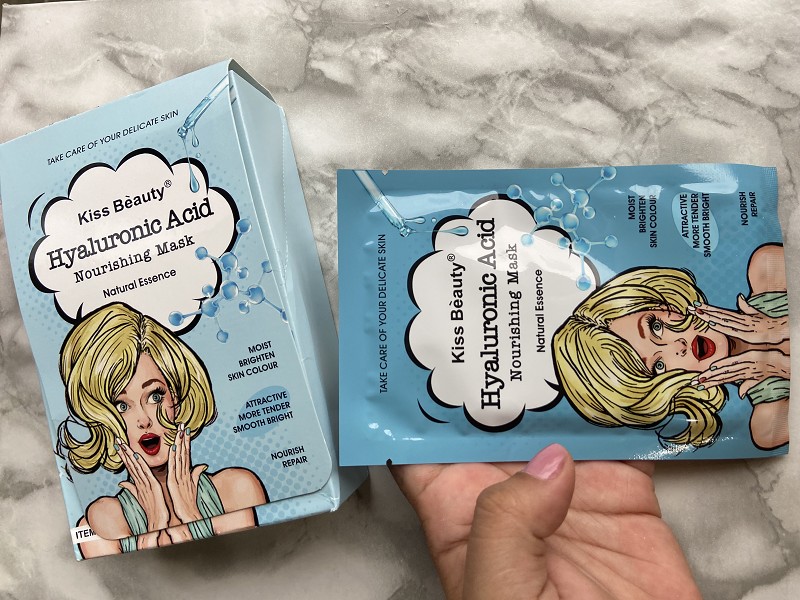 TAKE CARE OF YOUR DELICATE SKIN
Kiss Bèauty®
Hyaluronic Acid
Nourishing Mask
Natural Essence
MOIST
BRIGHTEN
SKIN COLOUR
ATTRACTIVE
MORE TENDER
SMOOTH BRIGHT
NOURISH
REPAIR
ITEM
TAKE CARE OF YOUR DELICATE SKIN
Kiss Bèauty®
Hyaluronic Acid
Nourishing Mask
Natural Essence
MOIST
BRIGHTEN
SKIN COLOUR
ATTRACTIVE
MORE TENDER
SMOOTH BRIGHT
NOURISH
REPAIR